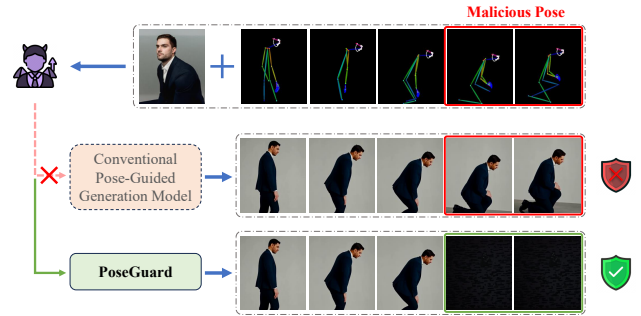 Malicious Pose
Conventional
Pose-Guided
Generation Model
PoseGuard